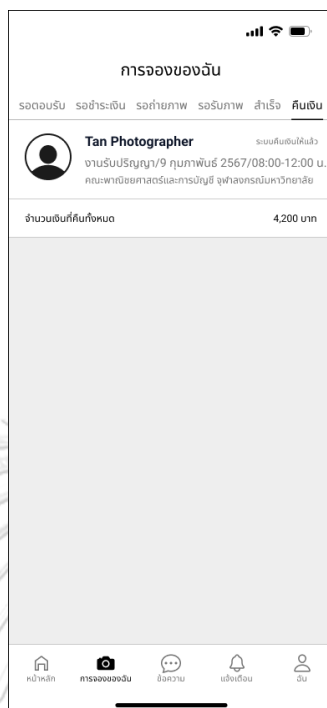 การจองของฉัน
รอตอบรับ รอชำระเงิน รอถ่ายภาพ รอรับภาพ สำเร็จ คืนเงิน
Tan Photographer ระบบคืนเงินให้แล้ว
งานรับปริญญา/9 กุมภาพันธ์ 2567/08:00-12:00 น.
คณะพาณิชยศาสตร์และการบัญชี จุฬาลงกรณ์มหาวิทยาลัย
จำนวนเงินที่คืนทั้งหมด 4,200 บาท
หน้าหลัก การจองของฉัน ข้อความ แจ้งเตือน ฉัน